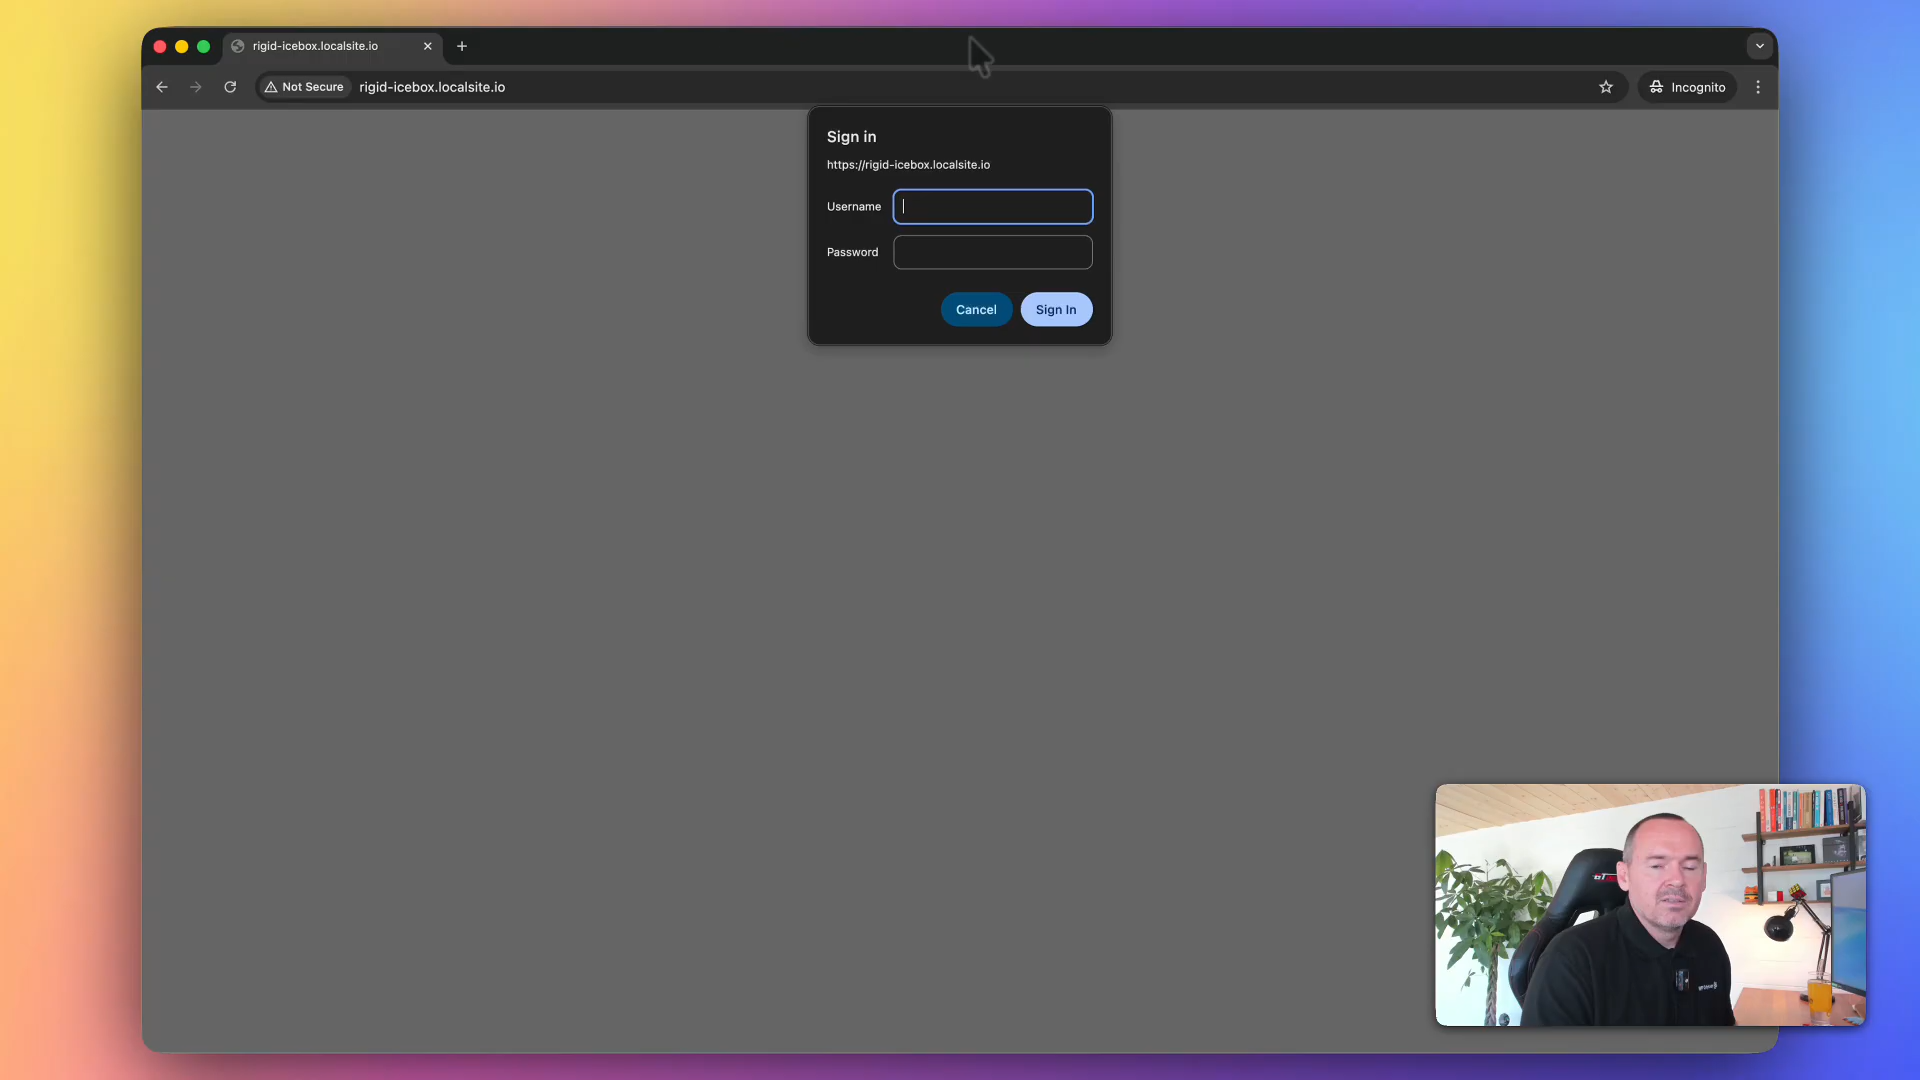 rigid-icebox.localsite.io
Not Secure
rigid-icebox.localsite.io
Incognito
Sign in
https://rigid-icebox.localsite.io
Username
Password
Cancel
Sign In